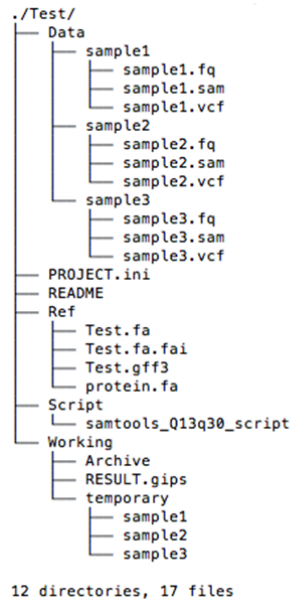 ./Test/
├── Data
│   ├── sample1
│   │   ├── sample1.fq
│   │   ├── sample1.sam
│   │   └── sample1.vcf
│   ├── sample2
│   │   ├── sample2.fq
│   │   ├── sample2.sam
│   │   └── sample2.vcf
│   └── sample3
│       ├── sample3.fq
│       ├── sample3.sam
│       └── sample3.vcf
├── PROJECT.ini
├── README
├── Ref
│   ├── Test.fa
│   ├── Test.fa.fai
│   ├── Test.gff3
│   └── protein.fa
├── Script
│   └── samtools_Q13q30_script
└── Working
    ├── Archive
    ├── RESULT.gips
    └── temporary
        ├── sample1
        ├── sample2
        └── sample3
12 directories, 17 files